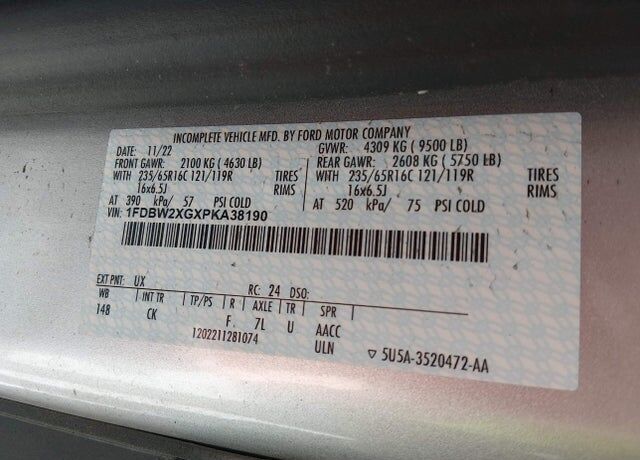 INCOMPLETE VEHICLE MFD. BY FORD MOTOR COMPANY
DATE: 11/22 GVWR: 4309 KG ( 9500 LB)
FRONT GAWR: 2100 KG ( 4630 LB) REAR GAWR: 2608 KG ( 5750 LB)
WITH 235/65R16C 121/119R TIRES WITH 235/65R16C 121/119R TIRES
16x6.5J RIMS 16x6.5J RIMS
AT 390 kPa/ 57 PSI COLD AT 520 kPa/ 75 PSI COLD
VIN: 1FDBW2XGXPKA38190
EXT PNT: UX RC: 24 DSO:
WB INT TR TP/PS R AXLE TR SPR
148 CK F. 7L U AACC
1202211281074 ULN ▽ 5U5A-3520472-AA